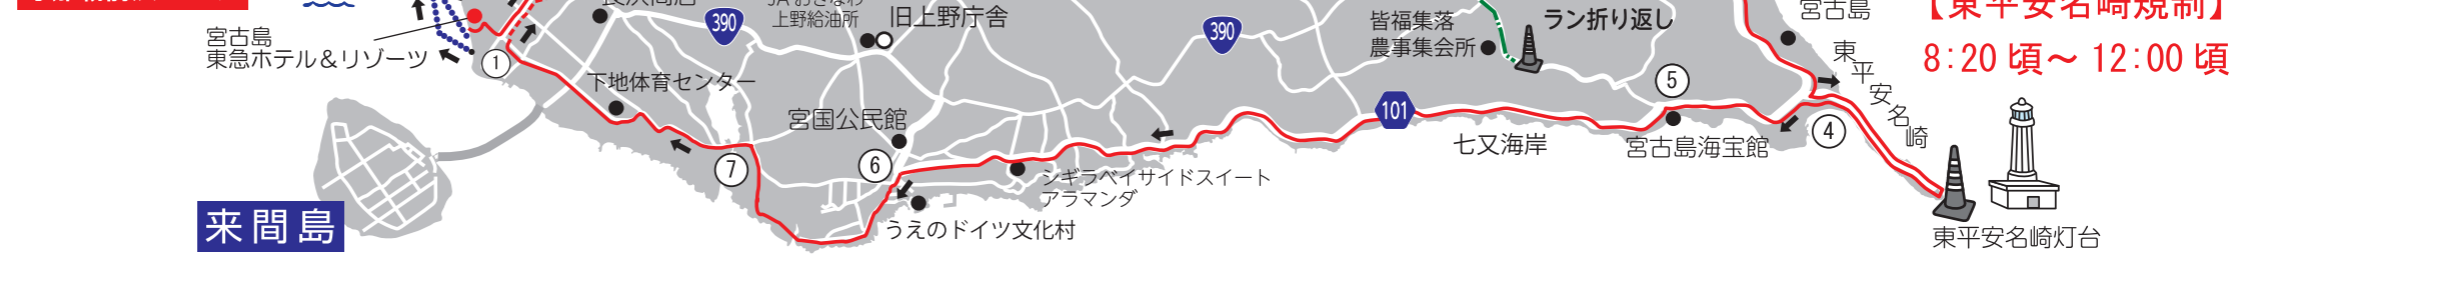 390
上野給油所
旧上野庁舎
390
皆福集落
農事集会所
ラン折り返し
宮古島
【東平安名崎規制】
8:20 頃～ 12:00 頃
宮古島
東急ホテル＆リゾーツ
①
下地体育センター
⑤
東平安名崎
宮国公民館
101
七又海岸
宮古島海宝館
④
⑦
⑥
シギラベイサイドスイート
アラマンダ
来間島
うえのドイツ文化村
東平安名崎灯台